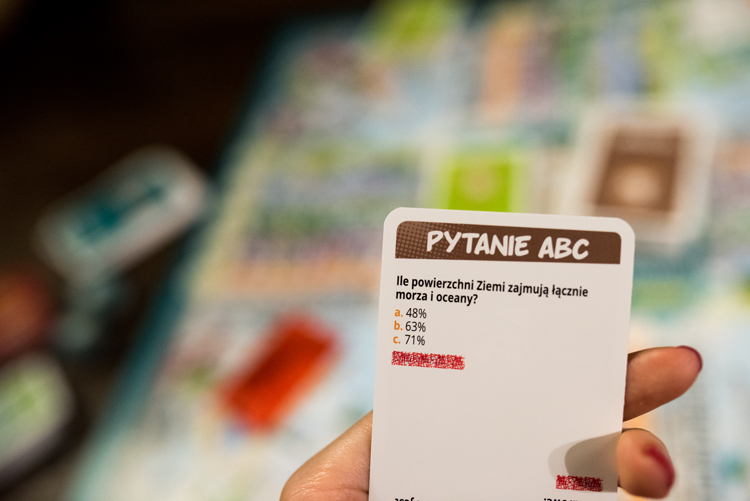 PYTANIE ABC
Ile powierzchni Ziemi zajmują łącznie
morza i oceany?
a. 48%
b. 63%
c. 71%